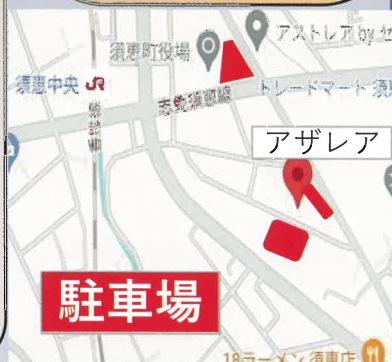 アストレア by セ
須恵町役場
須恵中央 JR
トレードマート 須
アザレア
駐車場
18ラーメン 須恵店